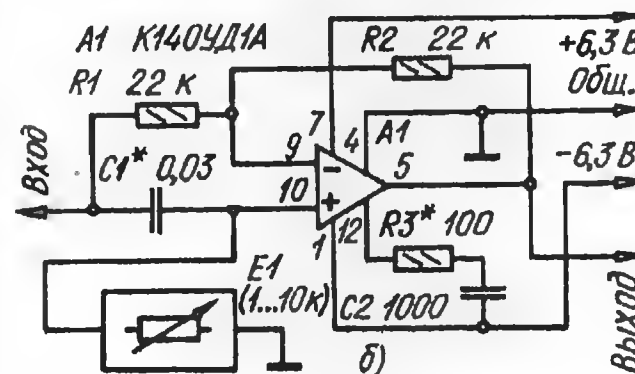 A1 К140УД1А
R2 22 к
+6,3 В
R1 22 к
Общ.
7
4
A1
Вход
9
5
C1* 0,03
-6,3 В
10
1
12
R3* 100
E1
(1...10к)
C2 1000
Выход
б)